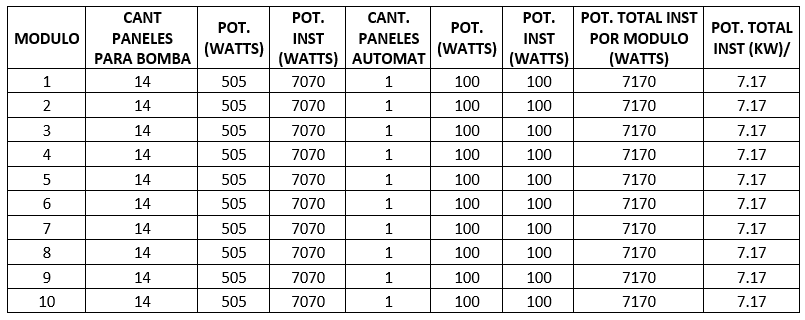 MODULO | CANT PANELES PARA BOMBA | POT. (WATTS) | POT. INST (WATTS) | CANT. PANELES AUTOMAT | POT. (WATTS) | POT. INST (WATTS) | POT. TOTAL INST POR MODULO (WATTS) | POT. TOTAL INST (KW)/
1 | 14 | 505 | 7070 | 1 | 100 | 100 | 7170 | 7.17
2 | 14 | 505 | 7070 | 1 | 100 | 100 | 7170 | 7.17
3 | 14 | 505 | 7070 | 1 | 100 | 100 | 7170 | 7.17
4 | 14 | 505 | 7070 | 1 | 100 | 100 | 7170 | 7.17
5 | 14 | 505 | 7070 | 1 | 100 | 100 | 7170 | 7.17
6 | 14 | 505 | 7070 | 1 | 100 | 100 | 7170 | 7.17
7 | 14 | 505 | 7070 | 1 | 100 | 100 | 7170 | 7.17
8 | 14 | 505 | 7070 | 1 | 100 | 100 | 7170 | 7.17
9 | 14 | 505 | 7070 | 1 | 100 | 100 | 7170 | 7.17
10 | 14 | 505 | 7070 | 1 | 100 | 100 | 7170 | 7.17